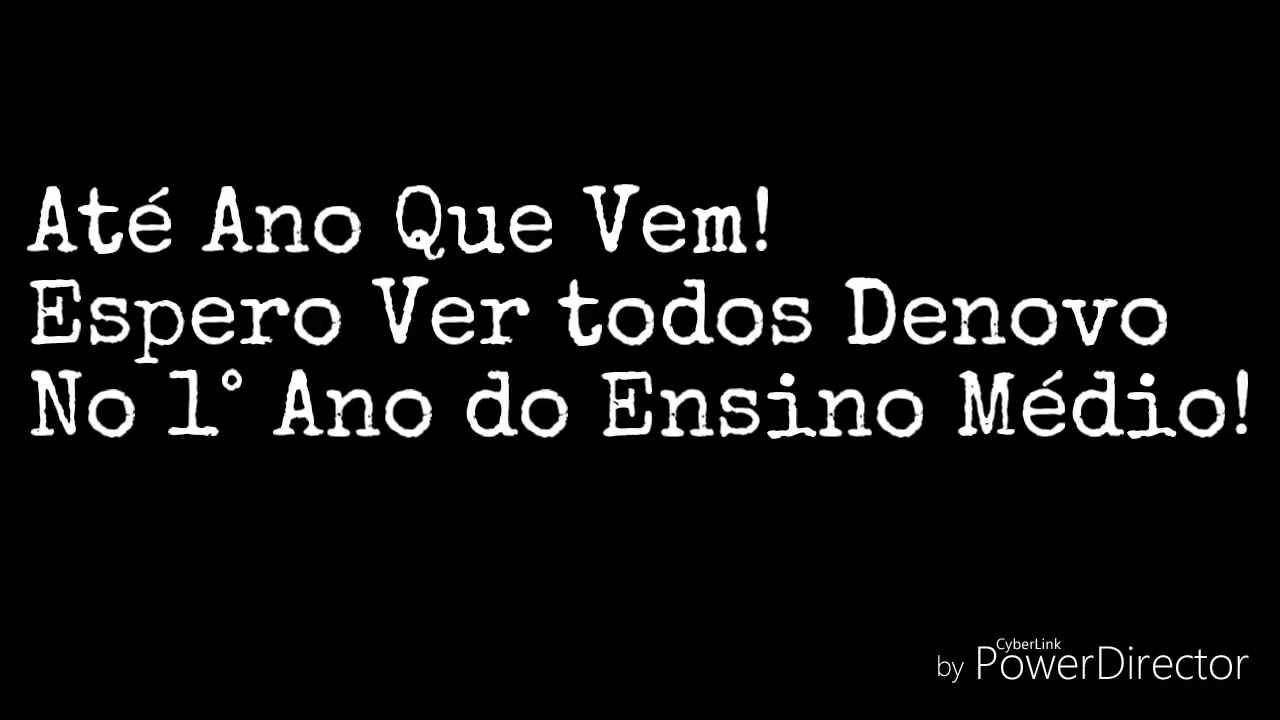 Até Ano Que Vem!
Espero Ver todos Denovo
No 1° Ano do Ensino Médio!
CyberLink
by PowerDirector